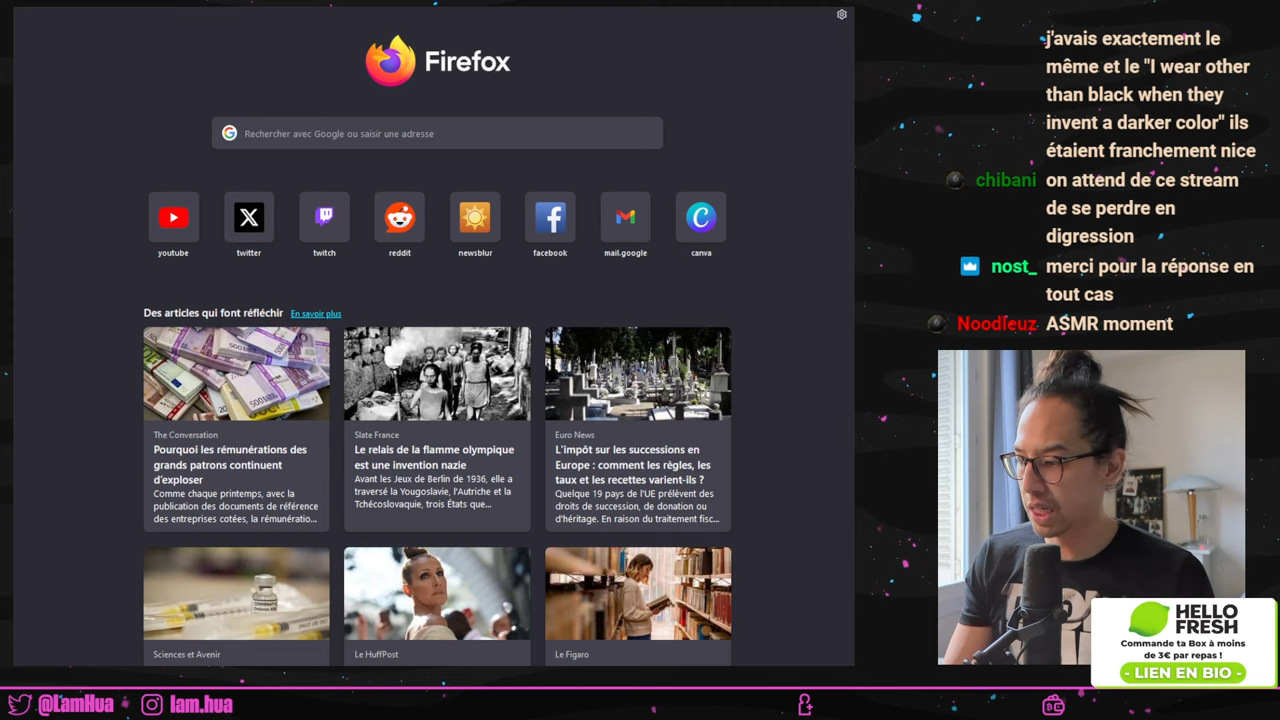 Firefox
Rechercher avec Google ou saisir une adresse
youtube
twitter
twitch
reddit
newsblur
facebook
mail.google
canva
Des articles qui font réfléchir En savoir plus
The Conversation
Pourquoi les rémunérations des
grands patrons continuent
d'exploser
Comme chaque printemps, avec la
publication des documents de référence
des entreprises cotées, la rémunératio...
Slate France
Le relais de la flamme olympique
est une invention nazie
Avant les Jeux de Berlin de 1936, elle a
traversé la Yougoslavie, l'Autriche et la
Tchécoslovaquie, trois États que...
Euro News
L'impôt sur les successions en
Europe : comment les règles, les
taux et les recettes varient-ils ?
Quelque 19 pays de l'UE prélèvent des
droits de succession, de donation ou
d'héritage. En raison du traitement fisc...
Sciences et Avenir
Le HuffPost
Le Figaro
j'avais exactement le
même et le "I wear other
than black when they
invent a darker color" ils
étaient franchement nice
chibani on attend de ce stream
de se perdre en
digression
nost_ merci pour la réponse en
tout cas
Noodleuz ASMR moment
HELLO
FRESH
Commande ta Box à moins
de 3€ par repas !
- LIEN EN BIO -
@LamHua
lam.hua